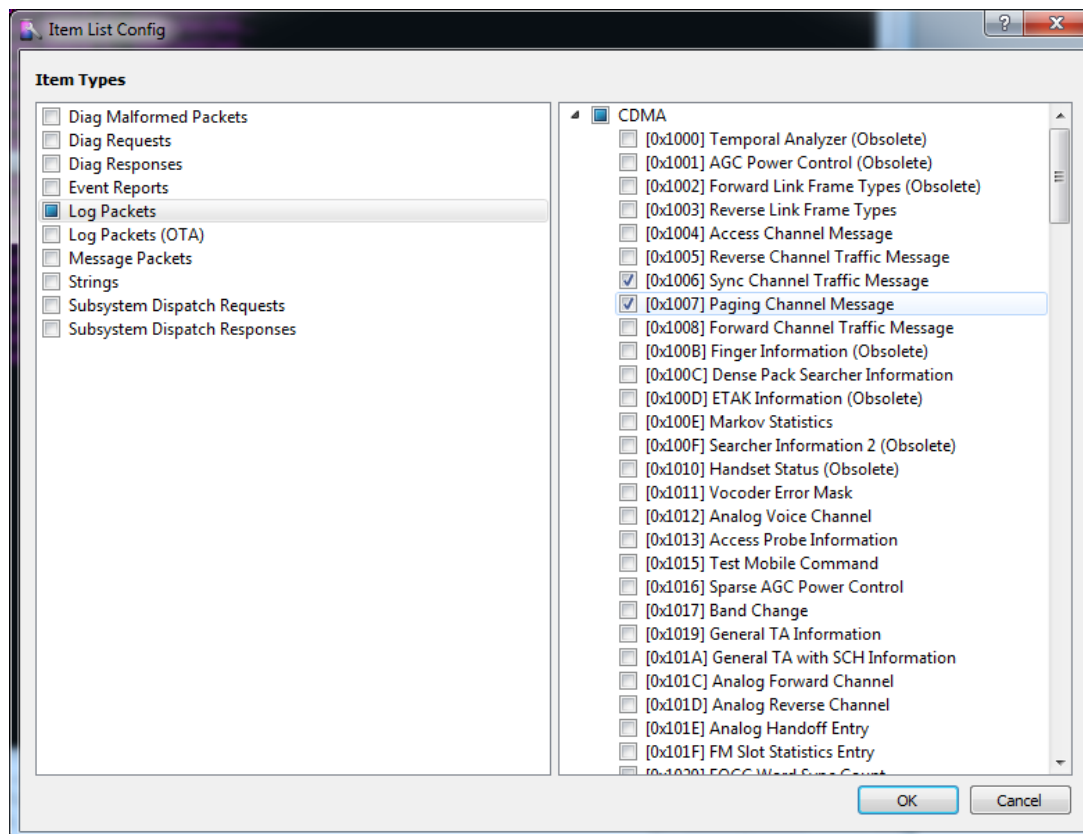 Item List Config
Item Types
Diag Malformed Packets
Diag Requests
Diag Responses
Event Reports
Log Packets
Log Packets (OTA)
Message Packets
Strings
Subsystem Dispatch Requests
Subsystem Dispatch Responses
CDMA
[0x1000] Temporal Analyzer (Obsolete)
[0x1001] AGC Power Control (Obsolete)
[0x1002] Forward Link Frame Types (Obsolete)
[0x1003] Reverse Link Frame Types
[0x1004] Access Channel Message
[0x1005] Reverse Channel Traffic Message
[0x1006] Sync Channel Traffic Message
[0x1007] Paging Channel Message
[0x1008] Forward Channel Traffic Message
[0x100B] Finger Information (Obsolete)
[0x100C] Dense Pack Searcher Information
[0x100D] ETAK Information (Obsolete)
[0x100E] Markov Statistics
[0x100F] Searcher Information 2 (Obsolete)
[0x1010] Handset Status (Obsolete)
[0x1011] Vocoder Error Mask
[0x1012] Analog Voice Channel
[0x1013] Access Probe Information
[0x1015] Test Mobile Command
[0x1016] Sparse AGC Power Control
[0x1017] Band Change
[0x1019] General TA Information
[0x101A] General TA with SCH Information
[0x101C] Analog Forward Channel
[0x101D] Analog Reverse Channel
[0x101E] Analog Handoff Entry
[0x101F] FM Slot Statistics Entry
[0x1020] FOCC Word Sync Count
OK
Cancel